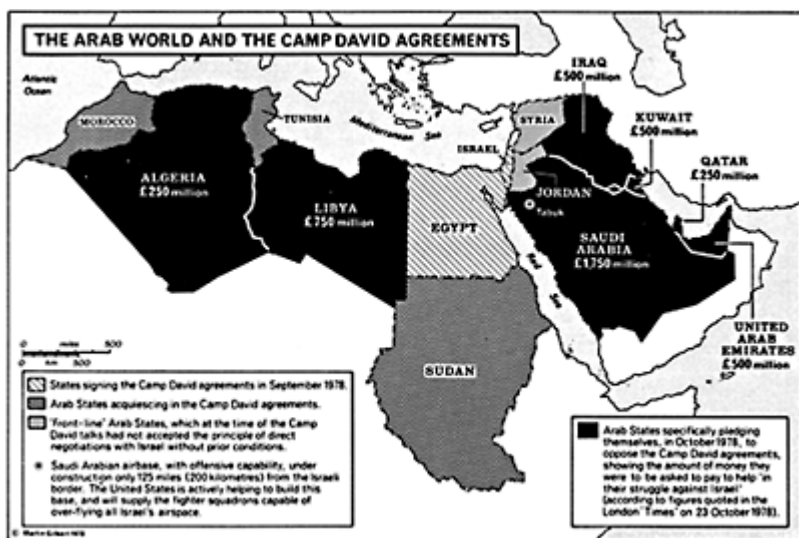 THE ARAB WORLD AND THE CAMP DAVID AGREEMENTS
Atlantic
Ocean
MOROCCO
TUNISIA
Mediterranean Sea
ISRAEL
SYRIA
IRAQ
£500 million
KUWAIT
£500 million
QATAR
£250 million
ALGERIA
£250 million
LIBYA
£750 million
EGYPT
JORDAN
Tabuk
SAUDI
ARABIA
£1,750 million
Red Sea
UNITED
ARAB
EMIRATES
£500 million
SUDAN
0 miles 500
0 km 500
States signing the Camp David agreements in September 1978.
Arab States acquiescing in the Camp David agreements.
"Front-line" Arab States, which at the time of the Camp
David talks had not accepted the principle of direct
negotiations with Israel without prior conditions.
Saudi Arabian airbase, with offensive capability, under
construction only 125 miles (200 kilometres) from the Israeli
border. The United States is actively helping to build this
base, and will supply the fighter squadrons capable of
over-flying all Israel's airspace.
Arab States specifically pledging
themselves, in October 1978, to
oppose the Camp David agreements,
showing the amount of money they
were to be asked to pay to help "in
their struggle against Israel"
(according to figures quoted in the
London "Times" on 23 October 1978).
© Martin Gilbert 1978